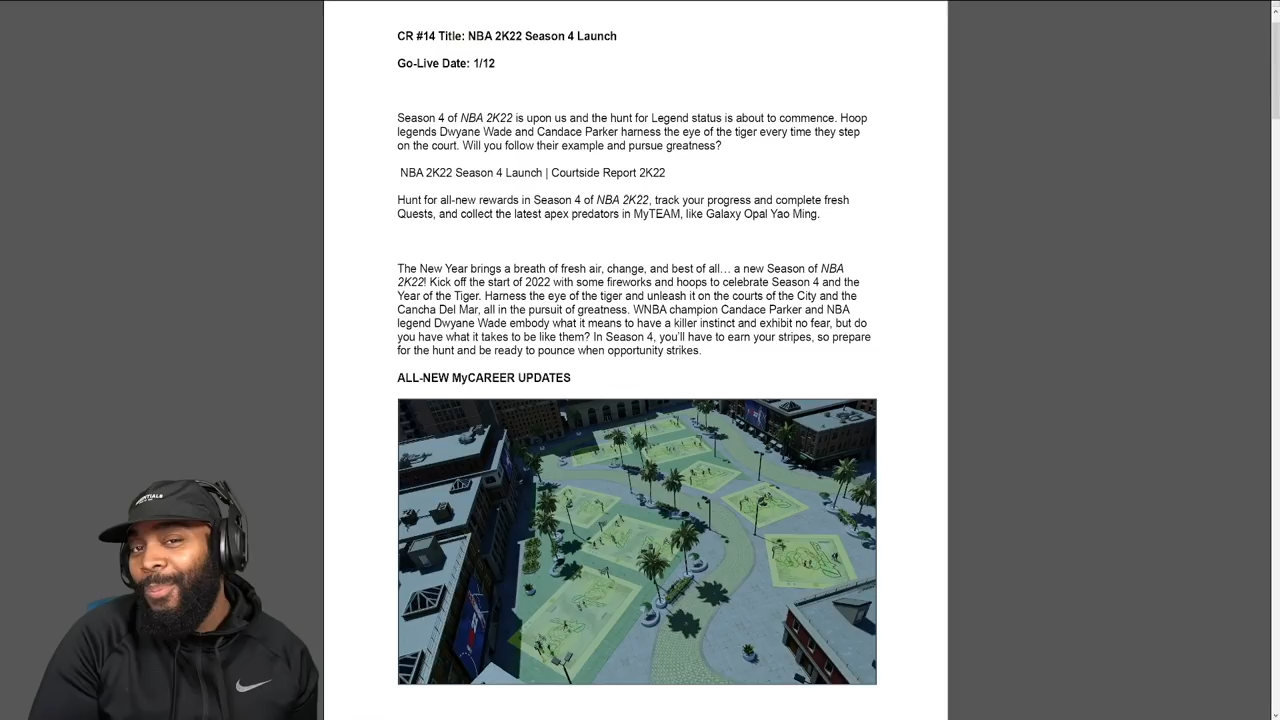 CR #14 Title: NBA 2K22 Season 4 Launch
Go-Live Date: 1/12
Season 4 of NBA 2K22 is upon us and the hunt for Legend status is about to commence. Hoop
legends Dwyane Wade and Candace Parker harness the eye of the tiger every time they step
on the court. Will you follow their example and pursue greatness?
NBA 2K22 Season 4 Launch | Courtside Report 2K22
Hunt for all-new rewards in Season 4 of NBA 2K22, track your progress and complete fresh
Quests, and collect the latest apex predators in MyTEAM, like Galaxy Opal Yao Ming.
The New Year brings a breath of fresh air, change, and best of all… a new Season of NBA
2K22! Kick off the start of 2022 with some fireworks and hoops to celebrate Season 4 and the
Year of the Tiger. Harness the eye of the tiger and unleash it on the courts of the City and the
Cancha Del Mar, all in the pursuit of greatness. WNBA champion Candace Parker and NBA
legend Dwyane Wade embody what it means to have a killer instinct and exhibit no fear, but do
you have what it takes to be like them? In Season 4, you’ll have to earn your stripes, so prepare
for the hunt and be ready to pounce when opportunity strikes.
ALL-NEW MyCAREER UPDATES